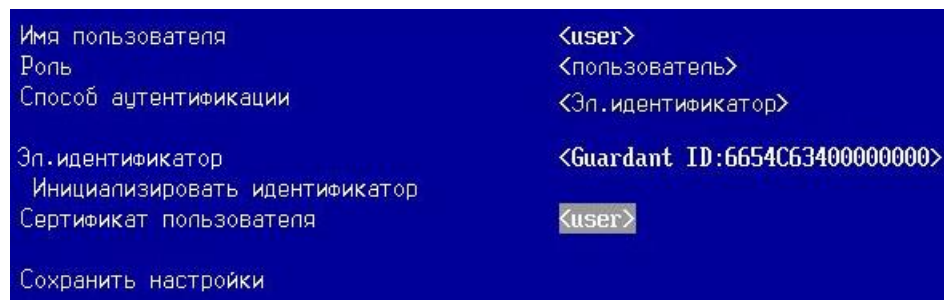 Имя пользователя <user>
Роль <пользователь>
Способ аутентификации <Эл.идентификатор>
Эл.идентификатор <Guardant ID:6654C63400000000>
Инициализировать идентификатор
Сертификат пользователя <user>
Сохранить настройки